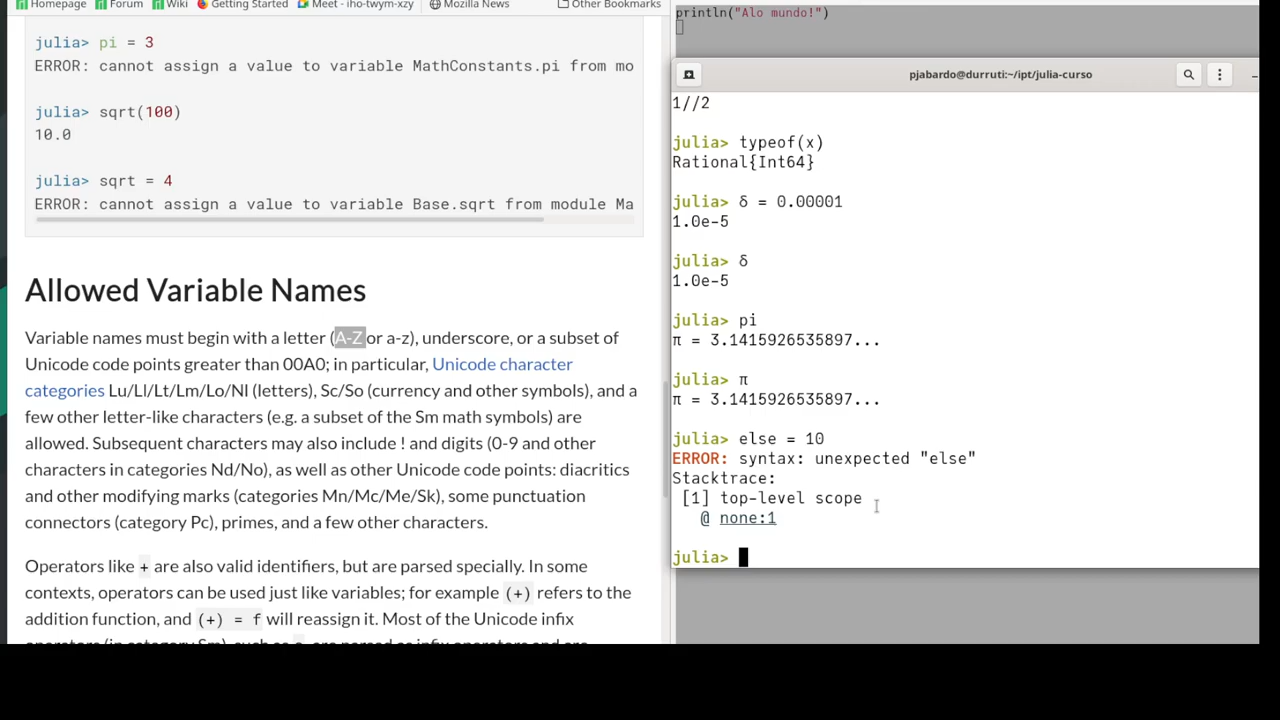 Homepage Forum Wiki Getting Started Meet - iho-twym-xzy Mozilla News Other Bookmarks
julia> pi = 3
ERROR: cannot assign a value to variable MathConstants.pi from mo
julia> sqrt(100)
10.0
julia> sqrt = 4
ERROR: cannot assign a value to variable Base.sqrt from module Ma
Allowed Variable Names
Variable names must begin with a letter (A-Z or a-z), underscore, or a subset of
Unicode code points greater than 00A0; in particular, Unicode character
categories Lu/Ll/Lt/Lm/Lo/Nl (letters), Sc/So (currency and other symbols), and a
few other letter-like characters (e.g. a subset of the Sm math symbols) are
allowed. Subsequent characters may also include ! and digits (0-9 and other
characters in categories Nd/No), as well as other Unicode code points: diacritics
and other modifying marks (categories Mn/Mc/Me/Sk), some punctuation
connectors (category Pc), primes, and a few other characters.
Operators like + are also valid identifiers, but are parsed specially. In some
contexts, operators can be used just like variables; for example (+) refers to the
addition function, and (+) = f will reassign it. Most of the Unicode infix
println("Alo mundo!")
pjabardo@durruti:~/ipt/julia-curso
1//2
julia> typeof(x)
Rational{Int64}
julia> δ = 0.00001
1.0e-5
julia> δ
1.0e-5
julia> pi
π = 3.1415926535897...
julia> π
π = 3.1415926535897...
julia> else = 10
ERROR: syntax: unexpected "else"
Stacktrace:
[1] top-level scope
@ none:1
julia>